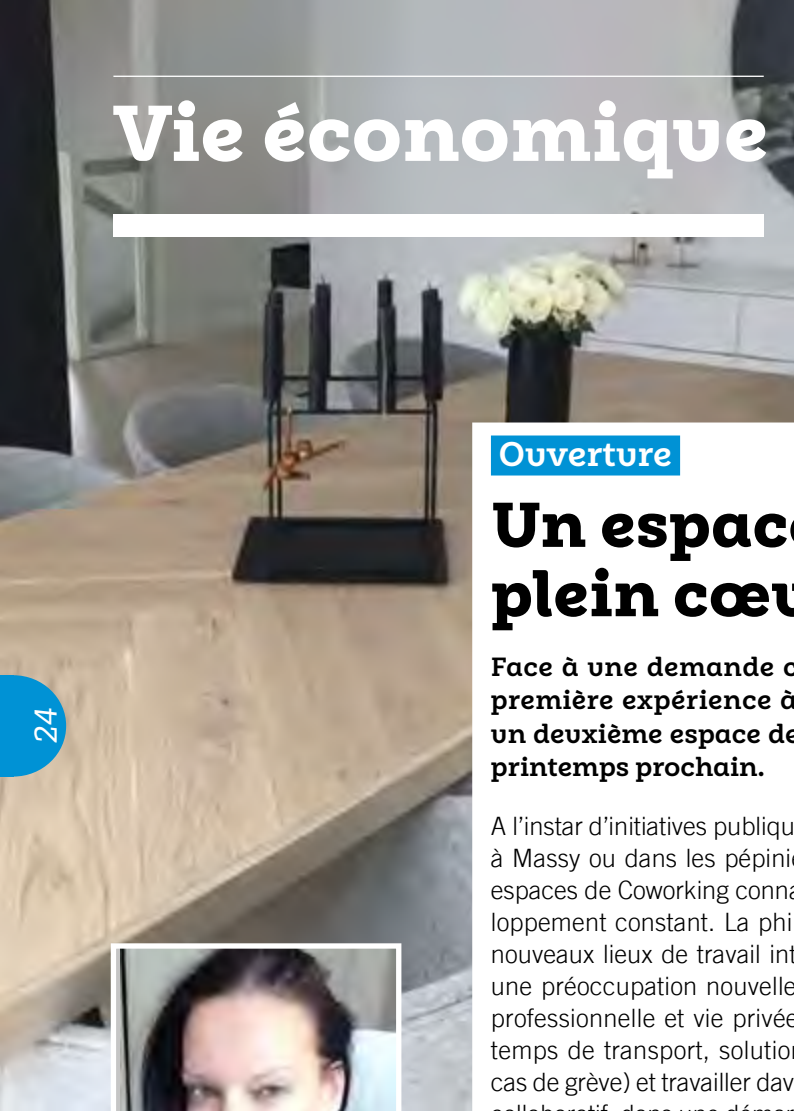 Vie économique
Ouverture
Un espac
plein cœu
Face à une demande
première expérience à
un deuxième espace de
printemps prochain.
A l’instar d’initiatives publiqu
à Massy ou dans les pépini
espaces de Coworking conna
loppement constant. La phi
nouveaux lieux de travail int
une préoccupation nouvelle
professionnelle et vie privée
temps de transport, solution
cas de grève) et travailler dav
24